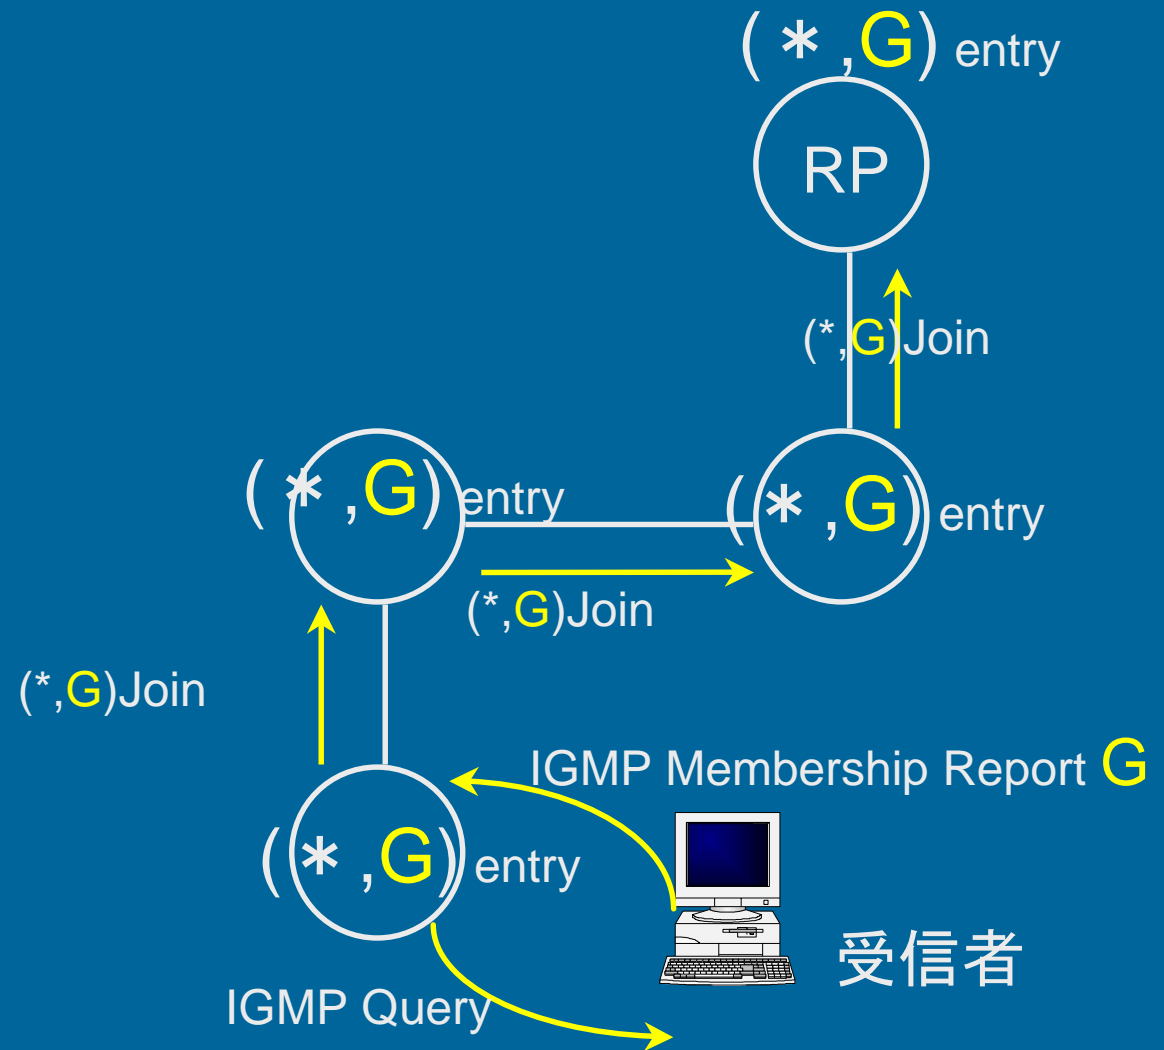 ( * ,G) entry
RP
(*,G)Join
( * ,G) entry
( * ,G) entry
(*,G)Join
(*,G)Join
IGMP Membership Report G
( * ,G) entry
受信者
IGMP Query